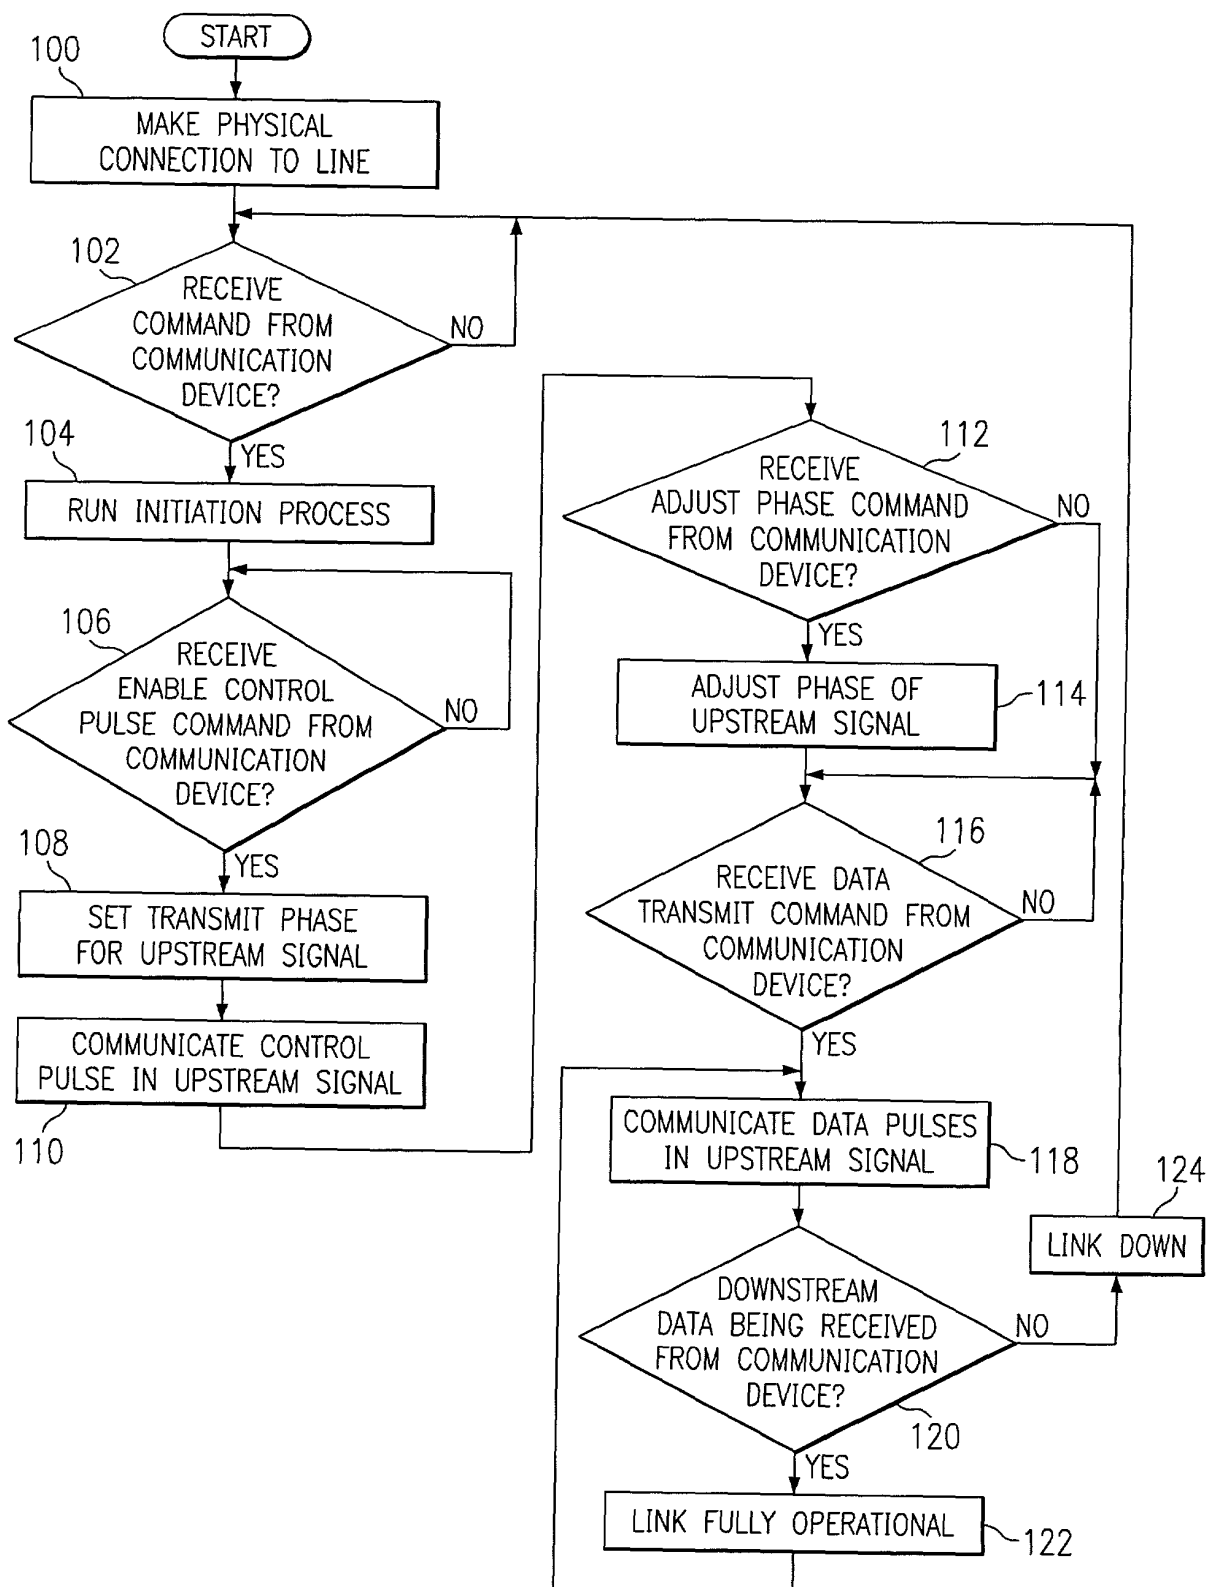 START
100
MAKE PHYSICAL
CONNECTION TO LINE
102
RECEIVE
COMMAND FROM
COMMUNICATION
DEVICE?
NO
YES
104
RUN INITIATION PROCESS
106
RECEIVE
ENABLE CONTROL
PULSE COMMAND FROM
COMMUNICATION
DEVICE?
NO
YES
108
SET TRANSMIT PHASE
FOR UPSTREAM SIGNAL
COMMUNICATE CONTROL
PULSE IN UPSTREAM SIGNAL
110
112
RECEIVE
ADJUST PHASE COMMAND
FROM COMMUNICATION
DEVICE?
NO
YES
ADJUST PHASE OF
UPSTREAM SIGNAL
114
116
RECEIVE DATA
TRANSMIT COMMAND FROM
COMMUNICATION
DEVICE?
NO
YES
COMMUNICATE DATA PULSES
IN UPSTREAM SIGNAL
118
124
LINK DOWN
DOWNSTREAM
DATA BEING RECEIVED
FROM COMMUNICATION
DEVICE?
NO
120
YES
LINK FULLY OPERATIONAL
122